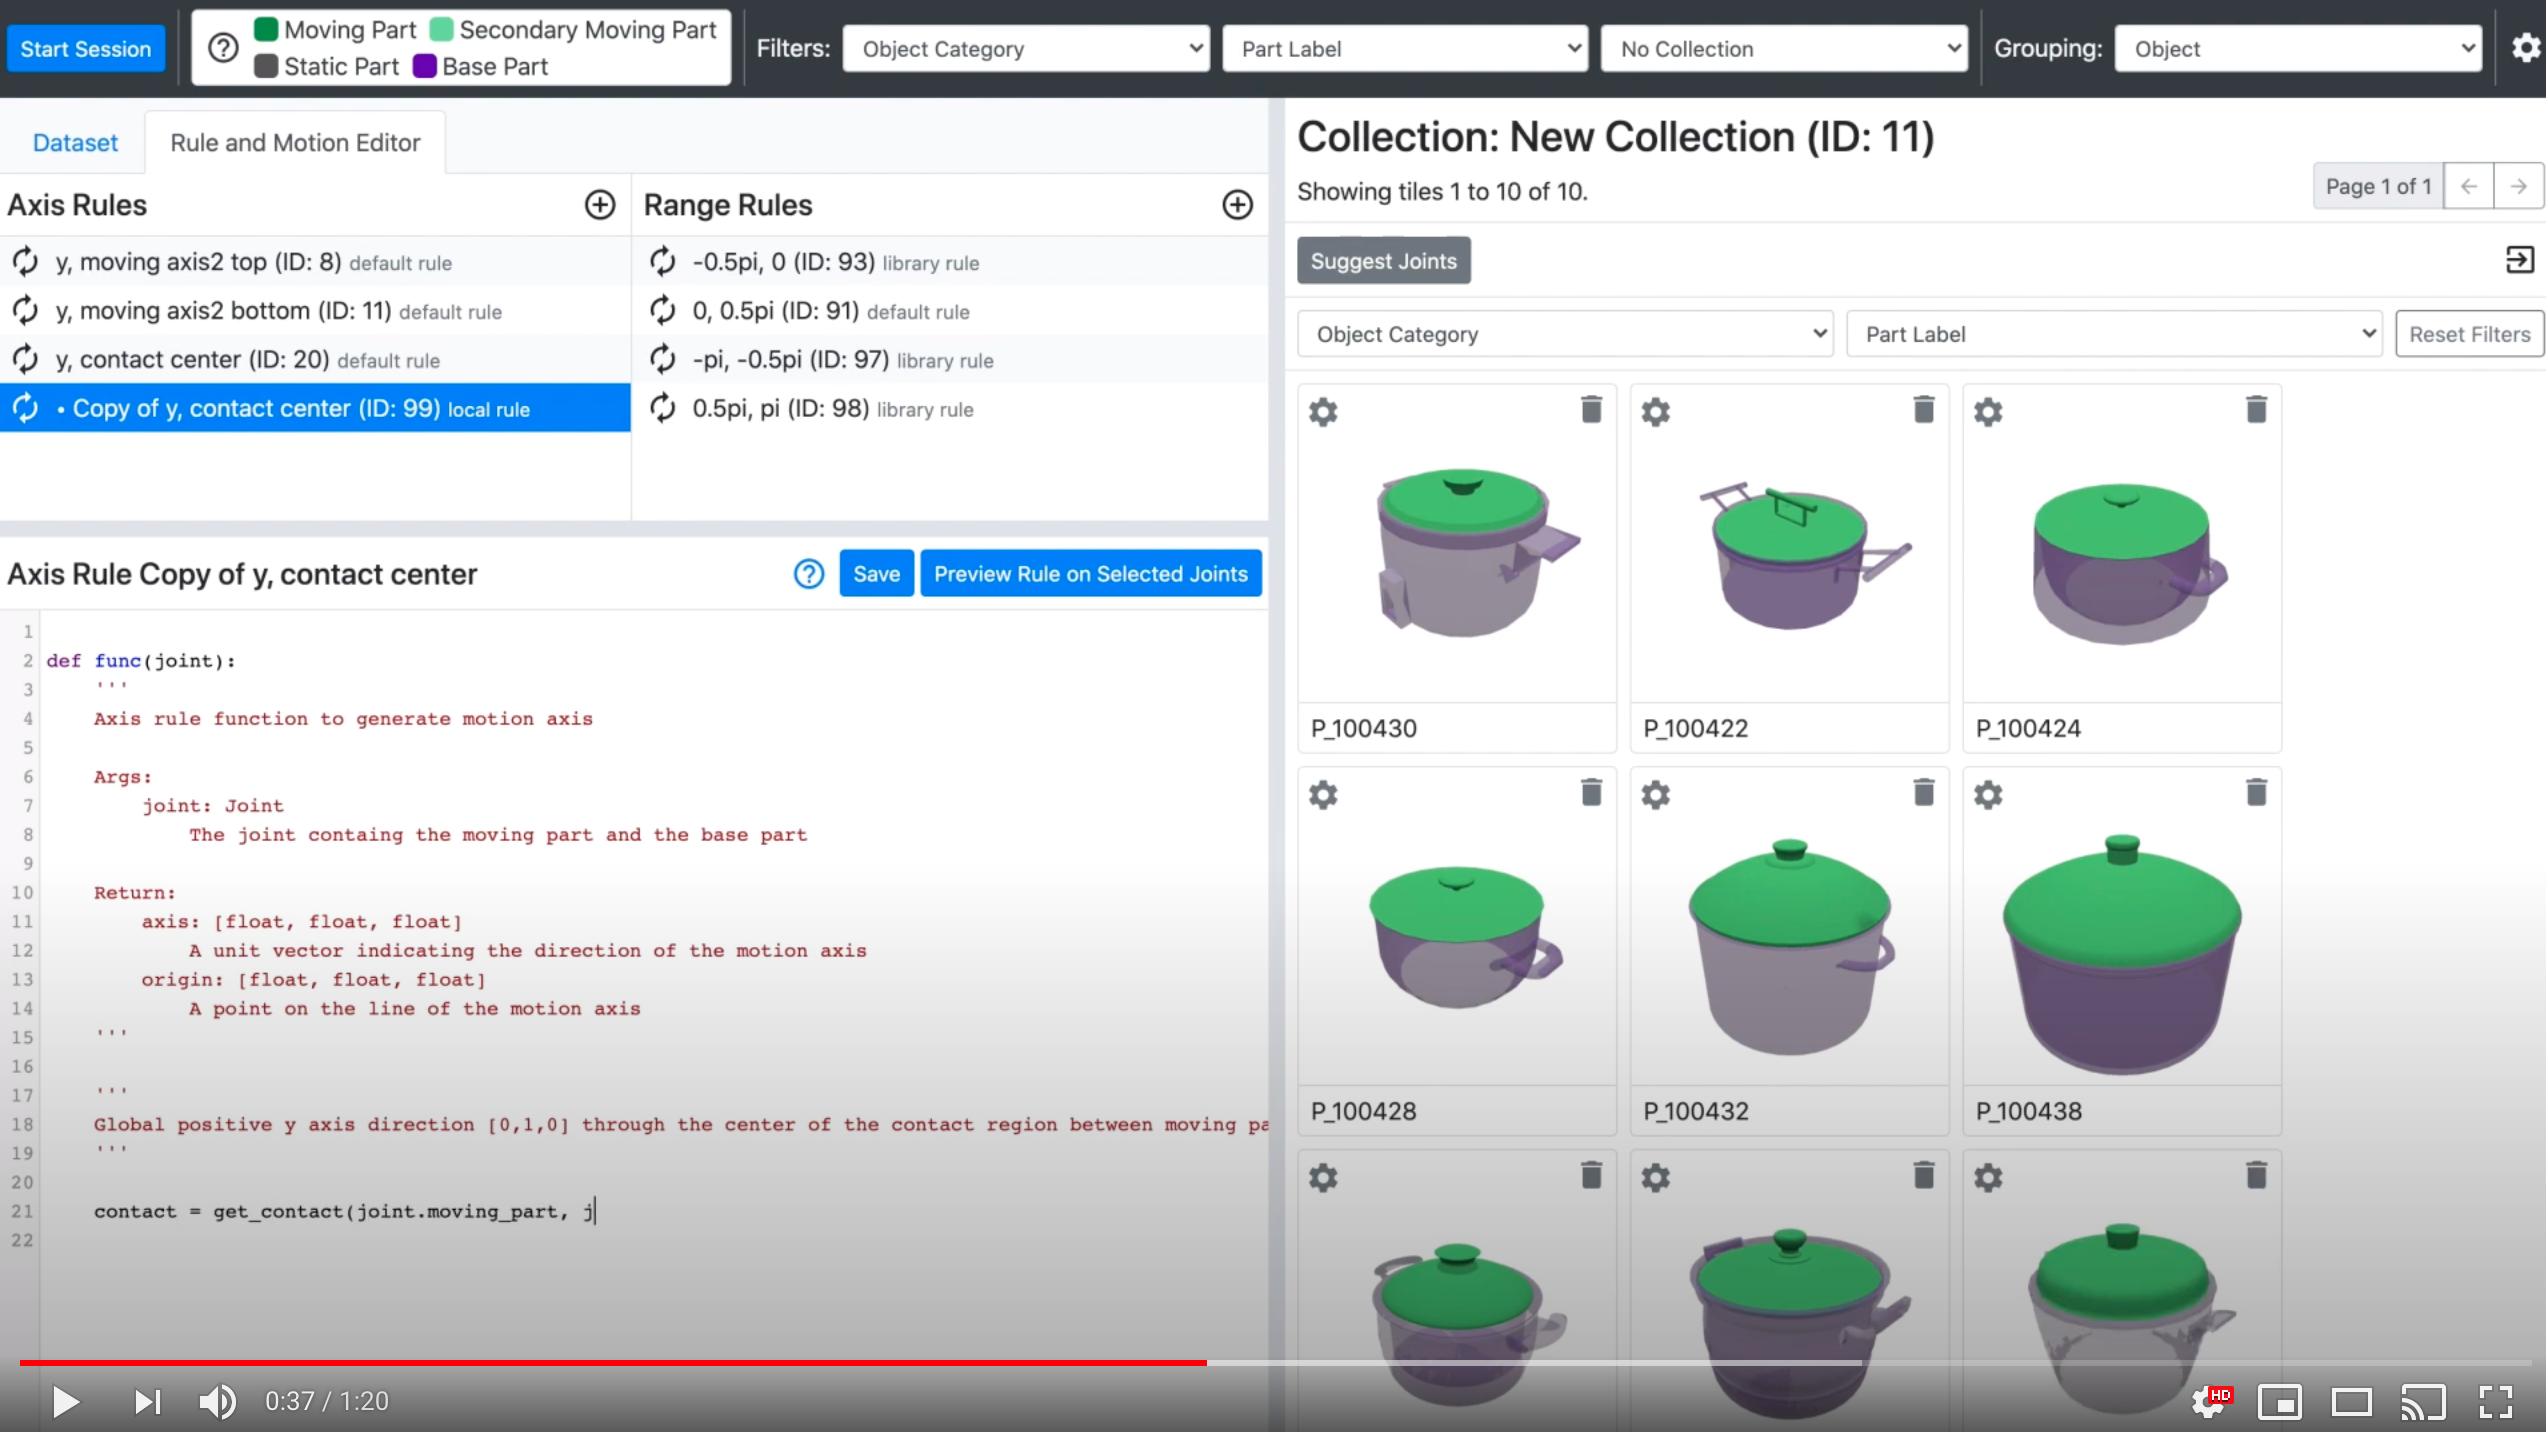 Start Session
Moving Part Secondary Moving Part
Static Part Base Part
Filters: Object Category Part Label No Collection Grouping: Object
Dataset Rule and Motion Editor
Axis Rules
y, moving axis2 top (ID: 8) default rule
y, moving axis2 bottom (ID: 11) default rule
y, contact center (ID: 20) default rule
• Copy of y, contact center (ID: 99) local rule
Range Rules
-0.5pi, 0 (ID: 93) library rule
0, 0.5pi (ID: 91) default rule
-pi, -0.5pi (ID: 97) library rule
0.5pi, pi (ID: 98) library rule
Axis Rule Copy of y, contact center
Save Preview Rule on Selected Joints
1
2 def func(joint):
3 '''
4 Axis rule function to generate motion axis
5
6 Args:
7 joint: Joint
8 The joint containg the moving part and the base part
9
10 Return:
11 axis: [float, float, float]
12 A unit vector indicating the direction of the motion axis
13 origin: [float, float, float]
14 A point on the line of the motion axis
15 '''
16
17 '''
18 Global positive y axis direction [0,1,0] through the center of the contact region between moving pa
19 '''
20
21 contact = get_contact(joint.moving_part, j
22
Collection: New Collection (ID: 11)
Showing tiles 1 to 10 of 10.
Page 1 of 1
Suggest Joints
Object Category Part Label Reset Filters
P_100430 P_100422 P_100424
P_100428 P_100432 P_100438
0:37 / 1:20
HD